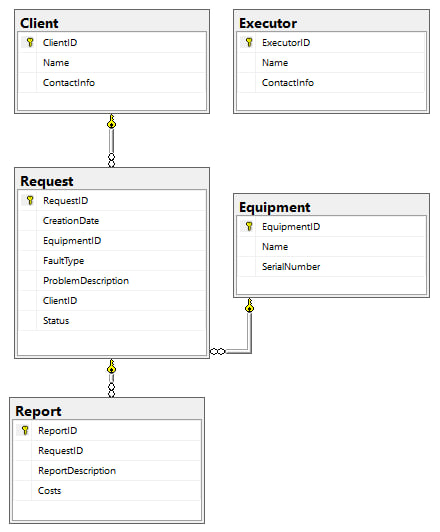 Client
ClientID
Name
ContactInfo
Executor
ExecutorID
Name
ContactInfo
Request
RequestID
CreationDate
EquipmentID
FaultType
ProblemDescription
ClientID
Status
Equipment
EquipmentID
Name
SerialNumber
Report
ReportID
RequestID
ReportDescription
Costs